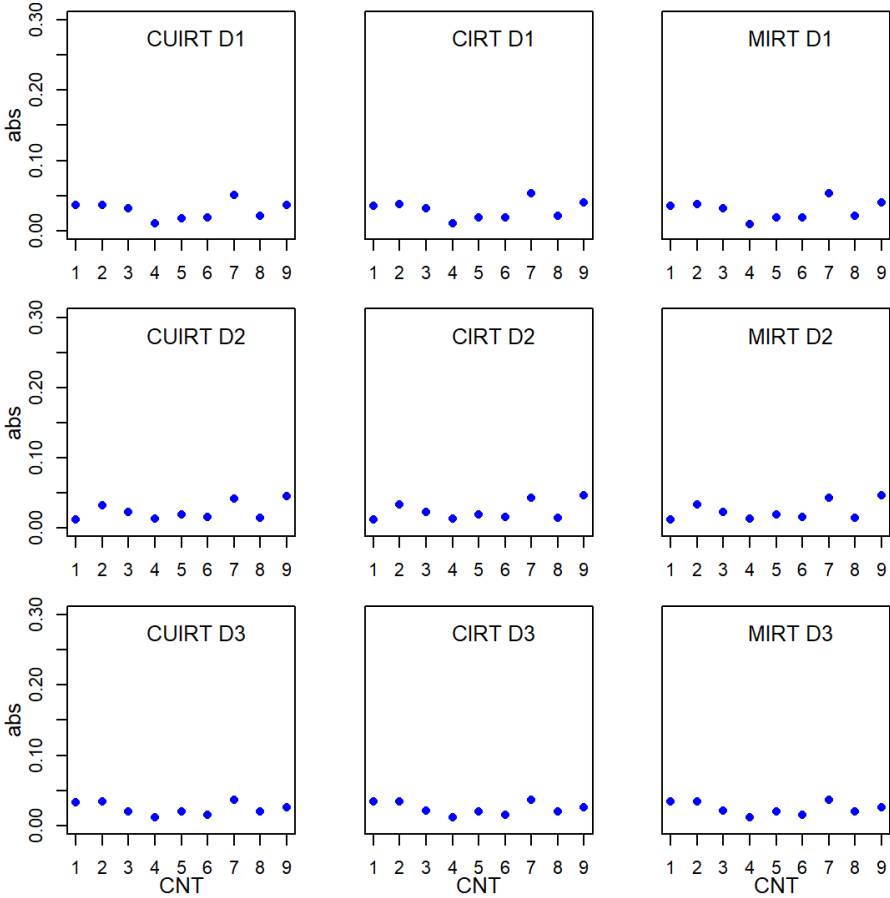 CUIRT D1
CIRT D1
MIRT D1
abs
0.00 0.10 0.20 0.30
1 2 3 4 5 6 7 8 9
1 2 3 4 5 6 7 8 9
1 2 3 4 5 6 7 8 9
CUIRT D2
CIRT D2
MIRT D2
abs
0.00 0.10 0.20 0.30
1 2 3 4 5 6 7 8 9
1 2 3 4 5 6 7 8 9
1 2 3 4 5 6 7 8 9
CUIRT D3
CIRT D3
MIRT D3
abs
0.00 0.10 0.20 0.30
1 2 3 4 5 6 7 8 9
1 2 3 4 5 6 7 8 9
1 2 3 4 5 6 7 8 9
CNT
CNT
CNT